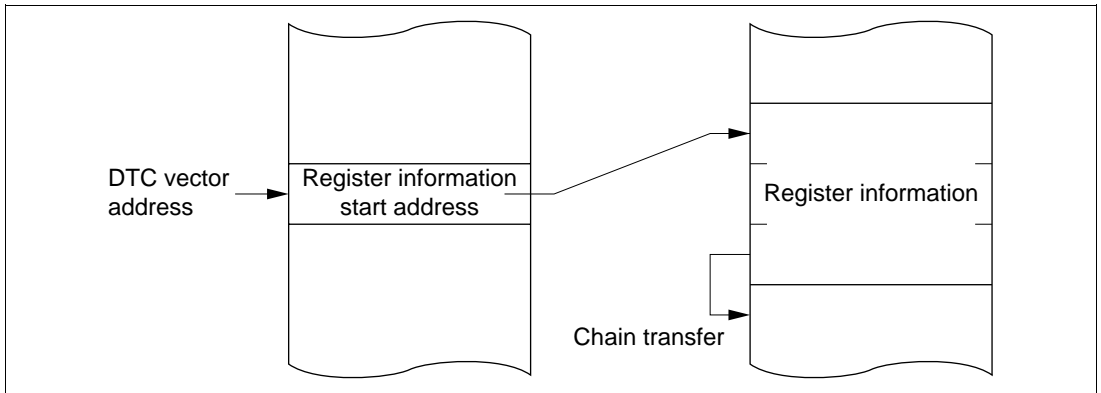 DTC vector
address
Register information
start address
Register information
Chain transfer